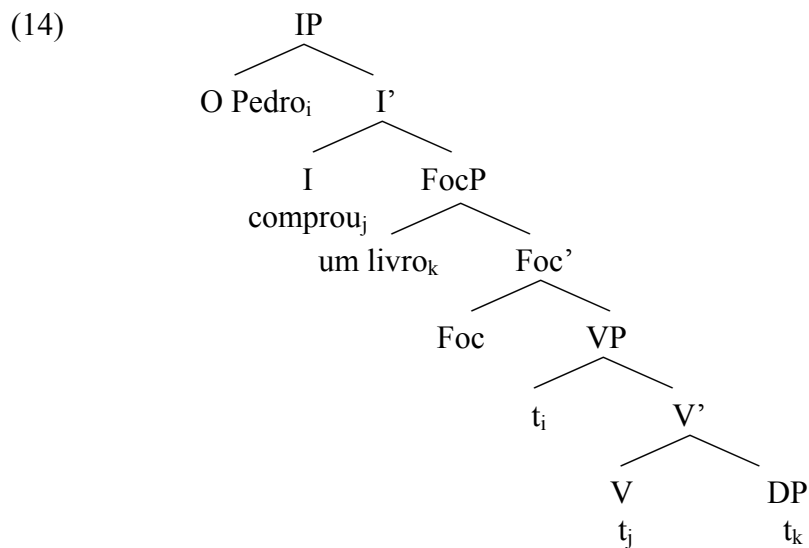 (14) IP
O Pedroᵢ I’
I FocP
comprouⱼ
um livroₖ Foc’
Foc VP
tᵢ V’
V DP
tⱼ tₖ